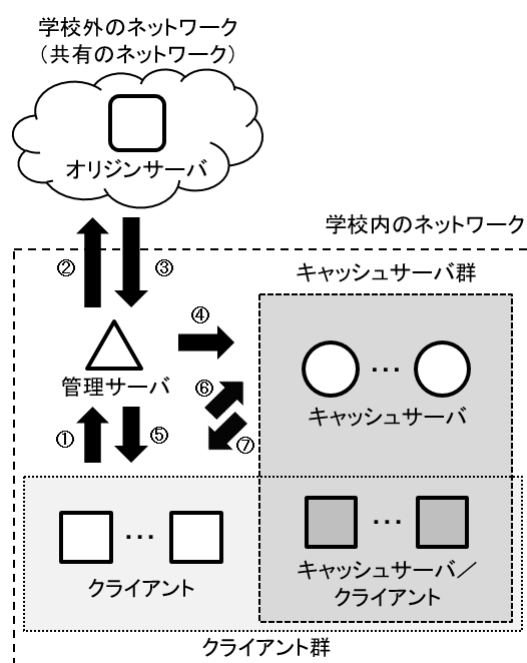 学校外のネットワーク
（共有のネットワーク）
オリジンサーバ
学校内のネットワーク
②
③
キャッシュサーバ群
④
管理サーバ
⑥
キャッシュサーバ
①
⑤
⑦
クライアント
キャッシュサーバ／
クライアント
クライアント群